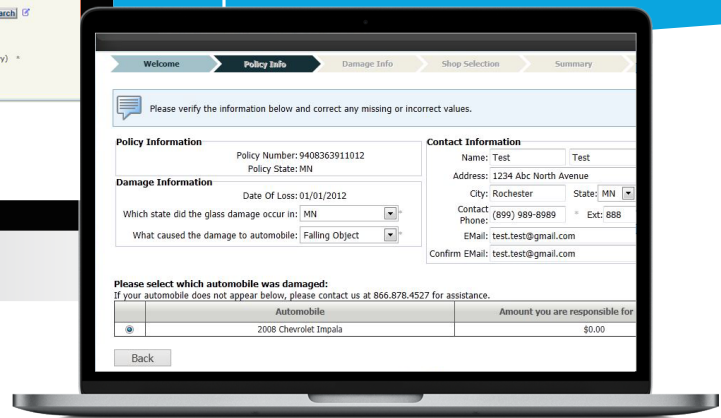 arch
y) *
Welcome Policy Info Damage Info Shop Selection Summary
Please verify the information below and correct any missing or incorrect values.
Policy Information
Policy Number: 9408363911012
Policy State: MN
Damage Information
Date Of Loss: 01/01/2012
Which state did the glass damage occur in: MN *
What caused the damage to automobile: Falling Object *
Contact Information
Name: Test Test
Address: 1234 Abc North Avenue
City: Rochester State: MN
Contact Phone: (899) 989-8989 * Ext: 888
EMail: test.test@gmail.com
Confirm EMail: test.test@gmail.com
Please select which automobile was damaged:
If your automobile does not appear below, please contact us at 866.878.4527 for assistance.
Automobile Amount you are responsible for
2008 Chevrolet Impala $0.00
Back